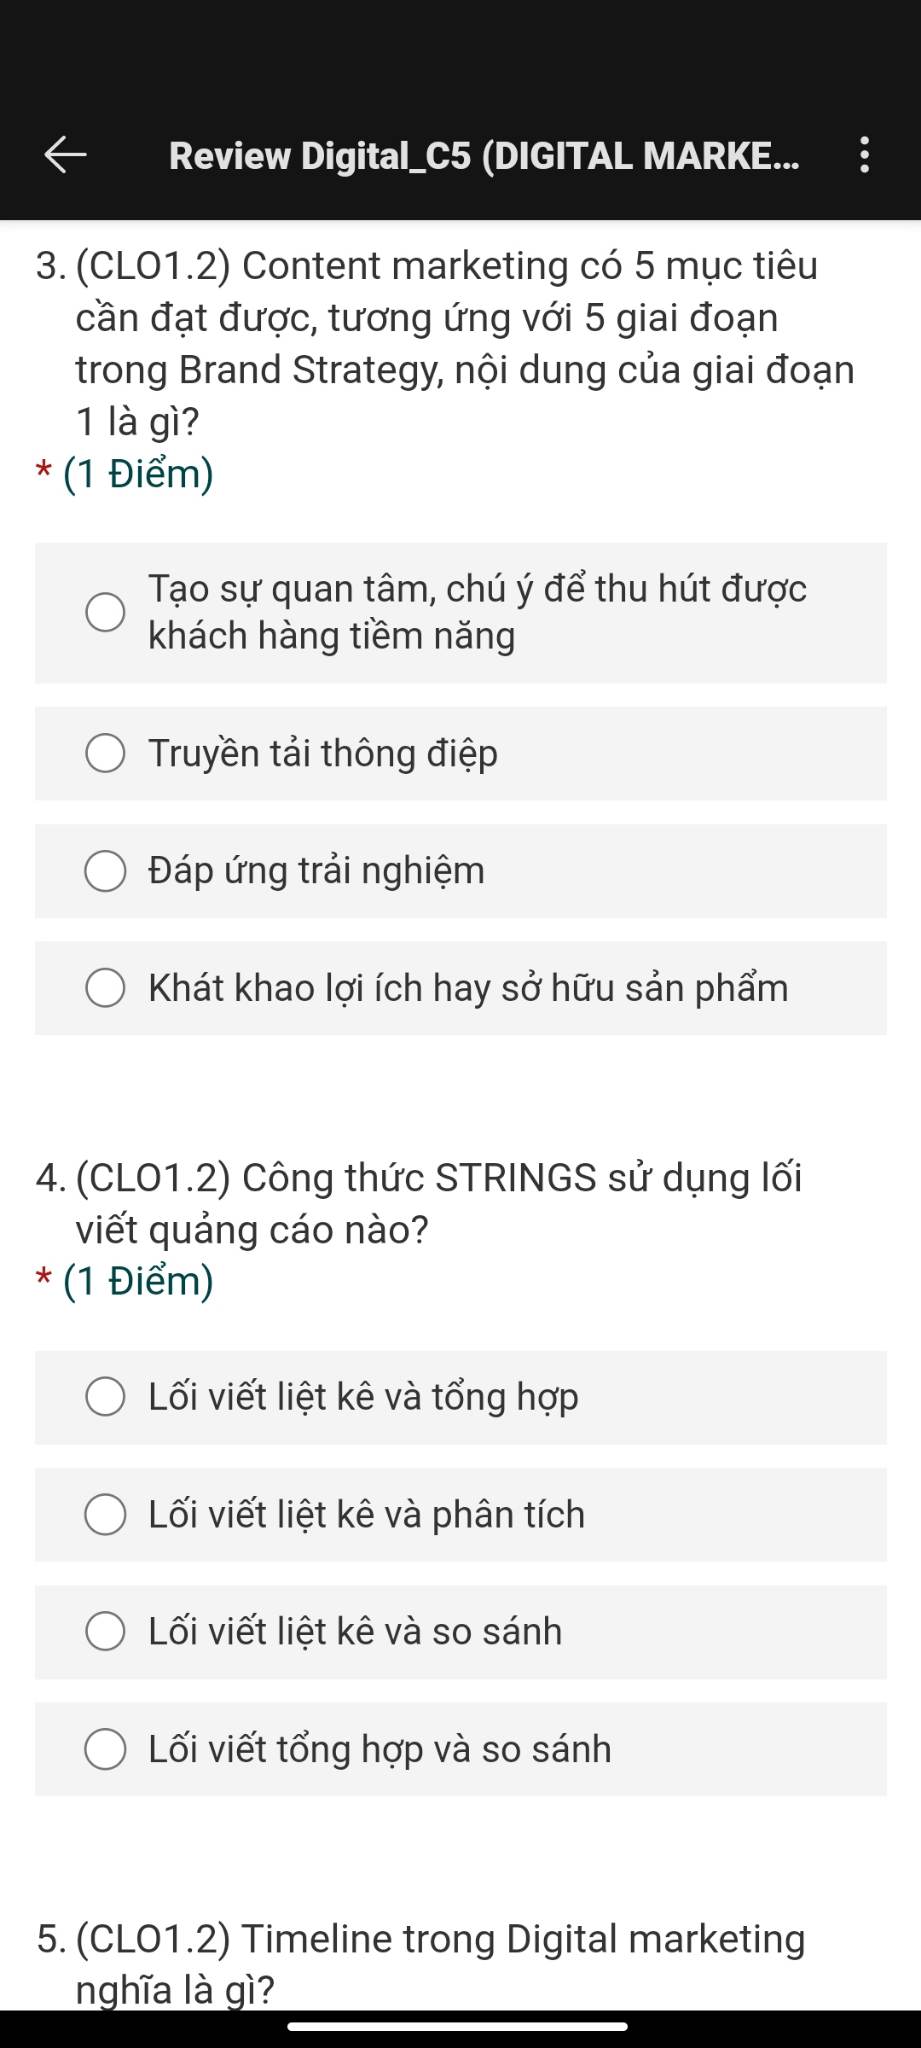 Review Digital_C5 (DIGITAL MARKE...
3. (CLO1.2) Content marketing có 5 mục tiêu
cần đạt được, tương ứng với 5 giai đoạn
trong Brand Strategy, nội dung của giai đoạn
1 là gì?
* (1 Điểm)
Tạo sự quan tâm, chú ý để thu hút được
khách hàng tiềm năng
Truyền tải thông điệp
Đáp ứng trải nghiệm
Khát khao lợi ích hay sở hữu sản phẩm
4. (CLO1.2) Công thức STRINGS sử dụng lối
viết quảng cáo nào?
* (1 Điểm)
Lối viết liệt kê và tổng hợp
Lối viết liệt kê và phân tích
Lối viết liệt kê và so sánh
Lối viết tổng hợp và so sánh
5. (CLO1.2) Timeline trong Digital marketing
nghĩa là gì?